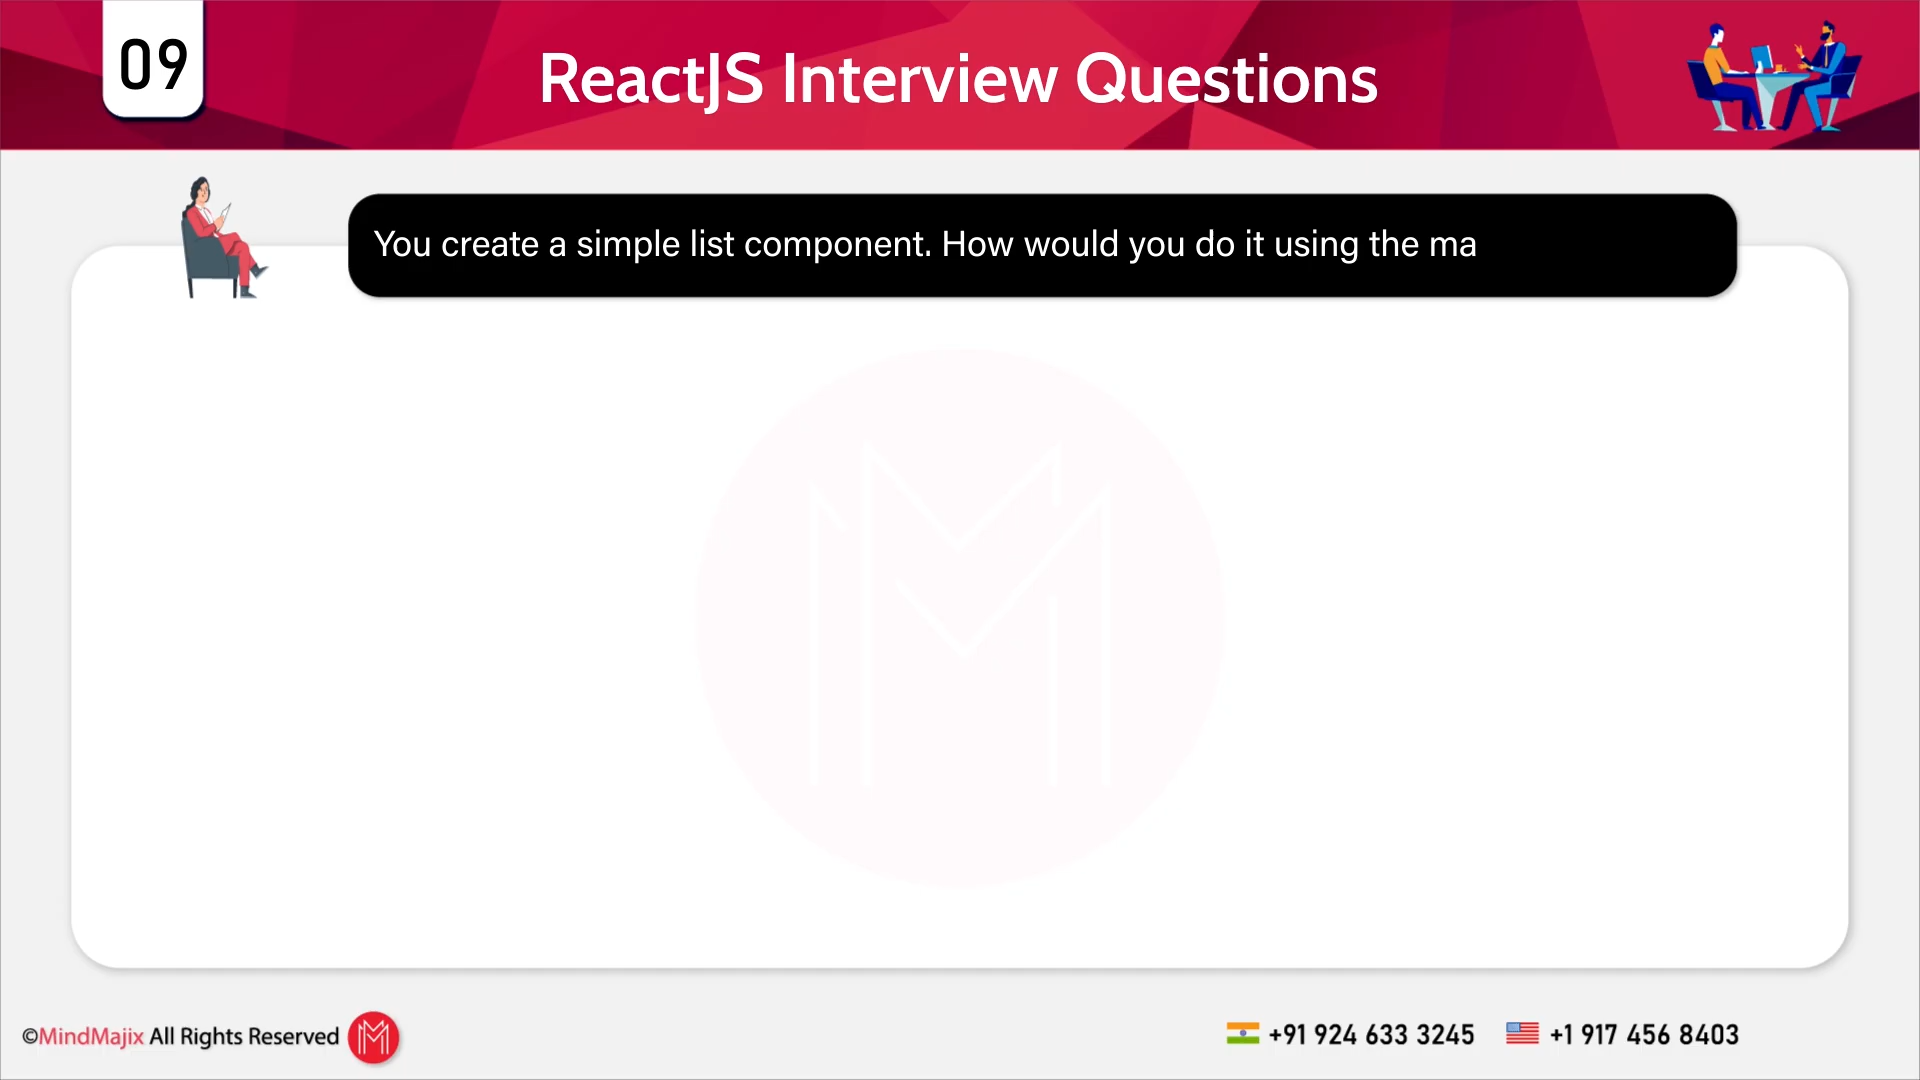 09
ReactJS Interview Questions
You create a simple list component. How would you do it using the ma
©MindMajix All Rights Reserved
+91 924 633 3245
+1 917 456 8403